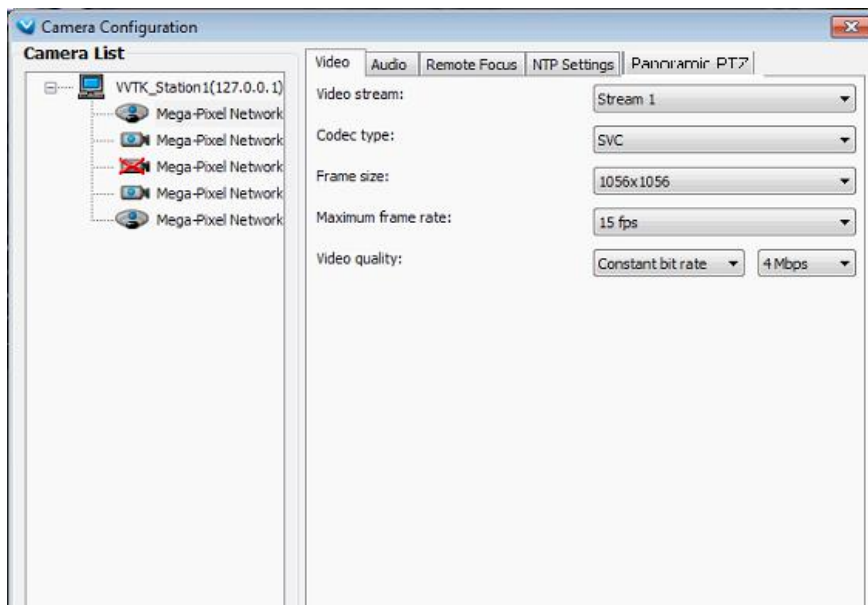 Camera Configuration
Camera List
VVTK_Station1(127.0.0.1)
Mega-Pixel Network
Mega-Pixel Network
Mega-Pixel Network
Mega-Pixel Network
Mega-Pixel Network
Video Audio Remote Focus NTP Settings Panoramic PTZ
Video stream: Stream 1
Codec type: SVC
Frame size: 1056x1056
Maximum frame rate: 15 fps
Video quality: Constant bit rate 4 Mbps